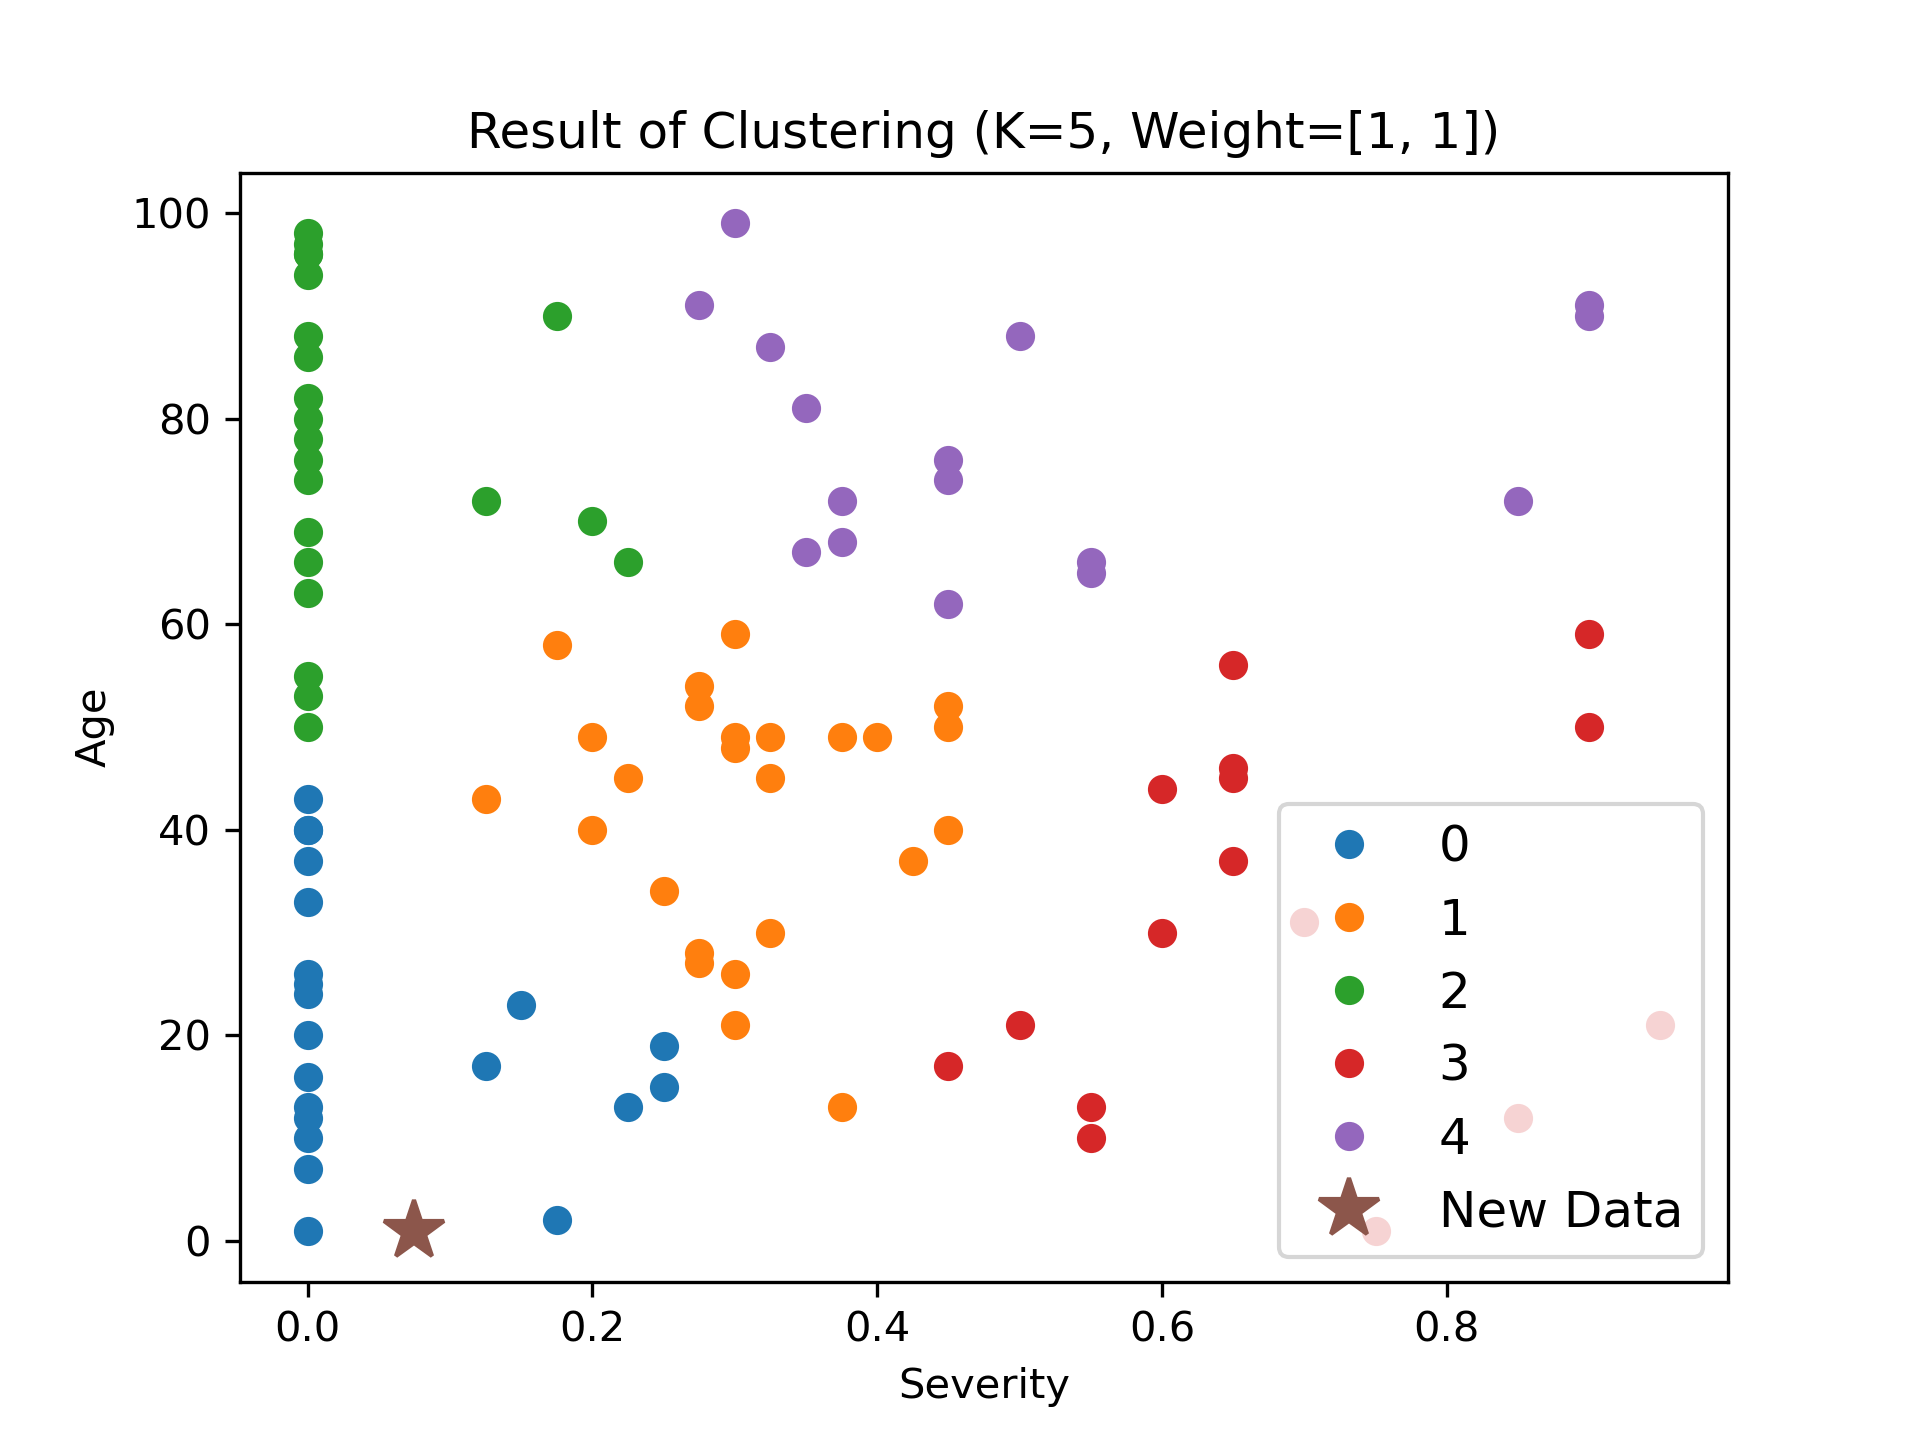 Result of Clustering (K=5, Weight=[1, 1])
100
80
60
40
20
0
Age
0.0 0.2 0.4 0.6 0.8
Severity
0
1
2
3
4
New Data